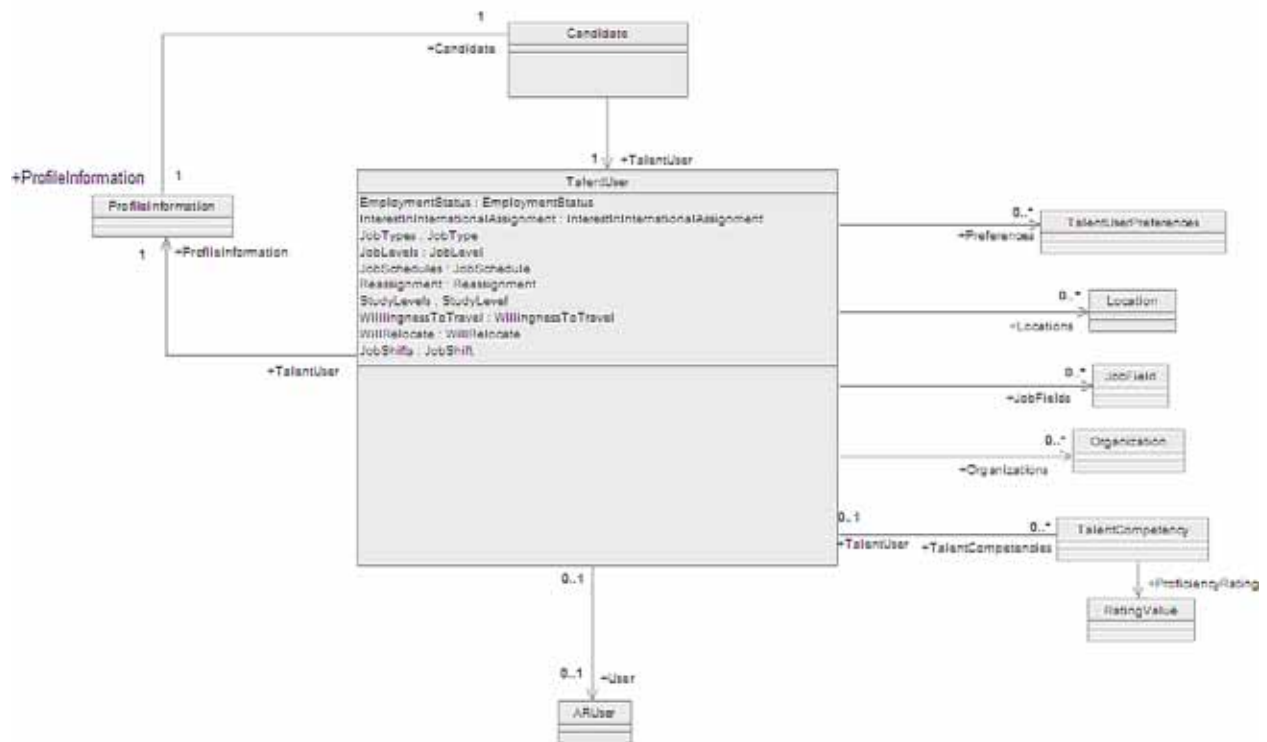 1
Candidate
+Candidate
1 +TalentUser
+ProfileInformation 1
ProfileInformation
1 +ProfileInformation
TalentUser
EmploymentStatus : EmploymentStatus
InterestInInternationalAssignment : InterestInInternationalAssignment
JobTypes : JobType
JobLevels : JobLevel
JobSchedules : JobSchedule
Reassignment : Reassignment
StudyLevels : StudyLevel
WillingnessToTravel : WillingnessToTravel
WillRelocate : WillRelocate
JobShifts : JobShift
+TalentUser
0..*
TalentUserPreferences
+Preferences
0..*
Location
+Locations
0..*
JobField
+JobFields
0..*
Organization
+Organizations
0..1
0..*
TalentCompetency
+TalentUser +TalentCompetencies
+ProficiencyRating
RatingValue
0..1
0..1 +User
ARUser